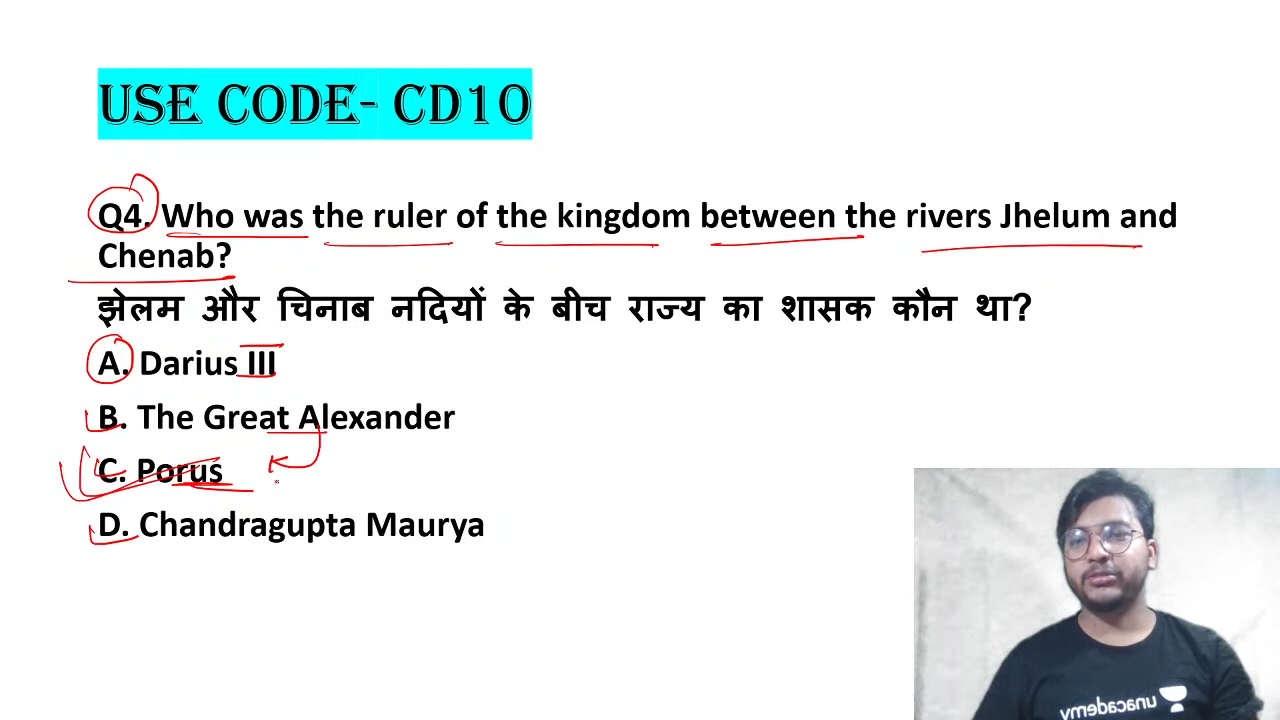 USE CODE- CD10
Q4. Who was the ruler of the kingdom between the rivers Jhelum and
Chenab?
झेलम और चिनाब नदियों के बीच राज्य का शासक कौन था?
A. Darius III
B. The Great Alexander
C. Porus
D. Chandragupta Maurya
unacademy